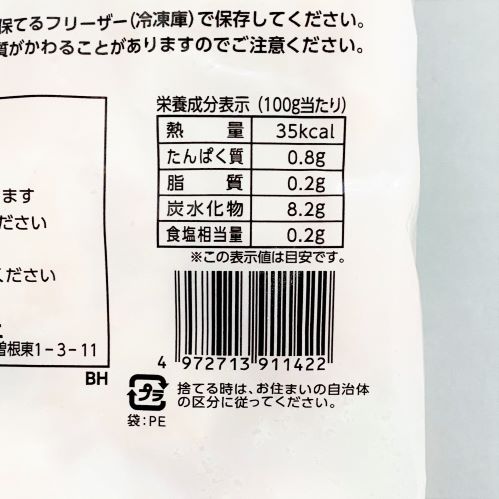 保てるフリーザー(冷凍庫)で保存してください。
質がかわることがありますのでご注意ください。
栄養成分表示 (100g当たり)
熱 量 35kcal
たんぱく質 0.8g
脂 質 0.2g
炭水化物 8.2g
食塩相当量 0.2g
※この表示値は目安です。
ます
ださい
ください
曽根東1-3-11
BH
4 972713 911422
プラ
袋:PE
捨てる時は、お住まいの自治体
の区分に従ってください。